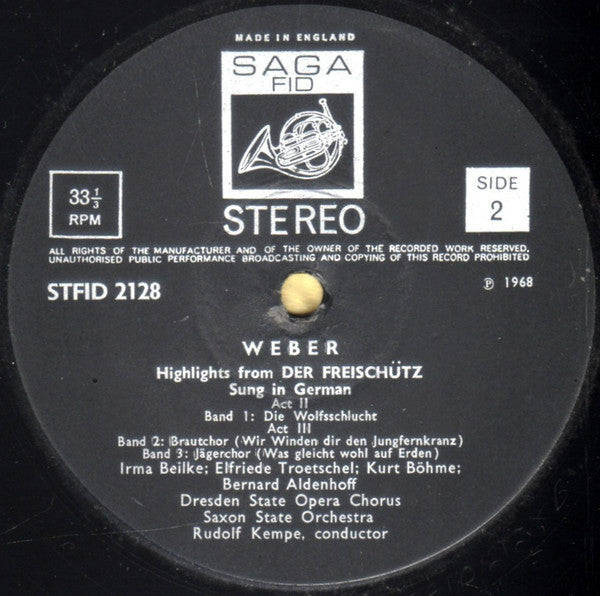 MADE IN ENGLAND
SAGA
FID
33⅓
RPM
SIDE
2
STEREO
ALL RIGHTS OF THE MANUFACTURER AND OF THE OWNER OF THE RECORDED WORK RESERVED.
UNAUTHORISED PUBLIC PERFORMANCE BROADCASTING AND COPYING OF THIS RECORD PROHIBITED
STFID 2128
℗ 1968
WEBER
Highlights from DER FREISCHÜTZ
Sung in German
Act II
Band 1: Die Wolfsschlucht
Act III
Band 2: Brautchor (Wir Winden dir den Jungfernkranz)
Band 3: Jägerchor (Was gleicht wohl auf Erden)
Irma Beilke; Elfriede Troetschel; Kurt Böhme;
Bernard Aldenhoff
Dresden State Opera Chorus
Saxon State Orchestra
Rudolf Kempe, conductor